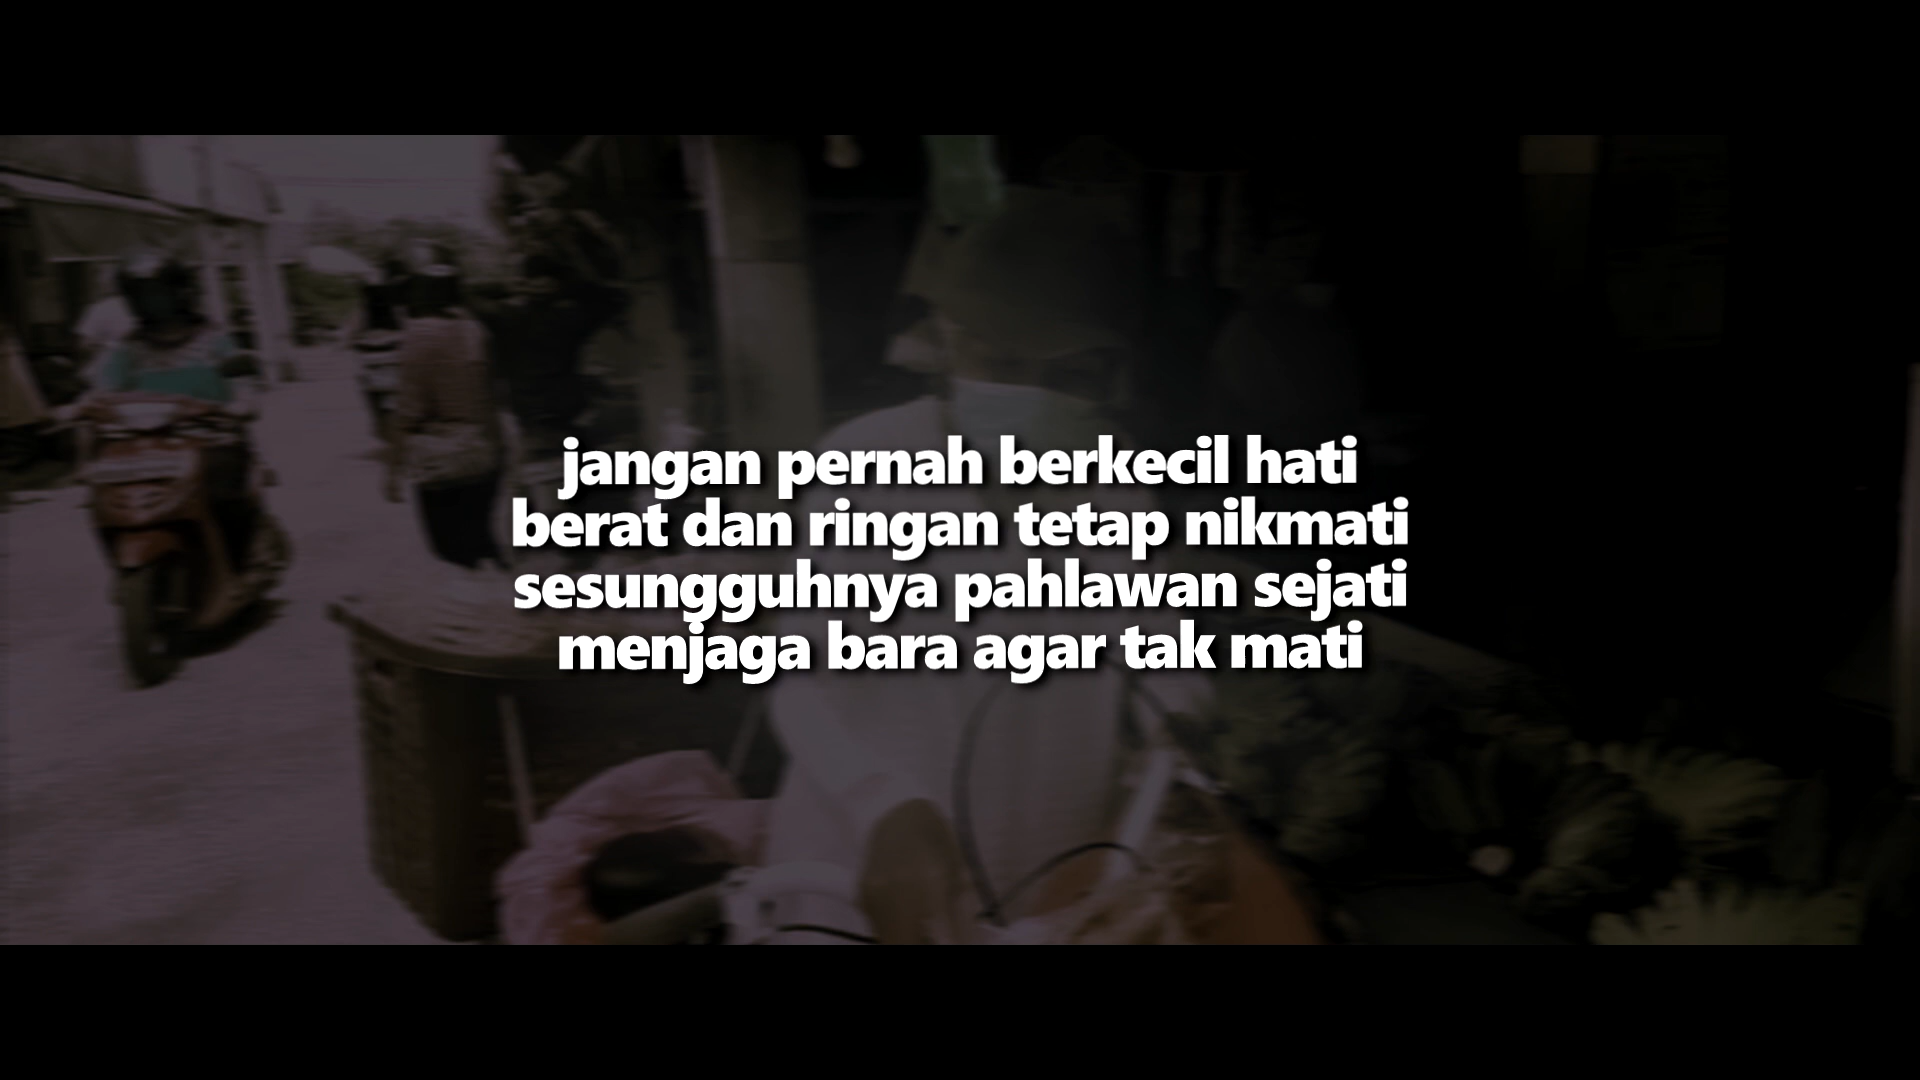 jangan pernah berkecil hati
berat dan ringan tetap nikmati
sesungguhnya pahlawan sejati
menjaga bara agar tak mati